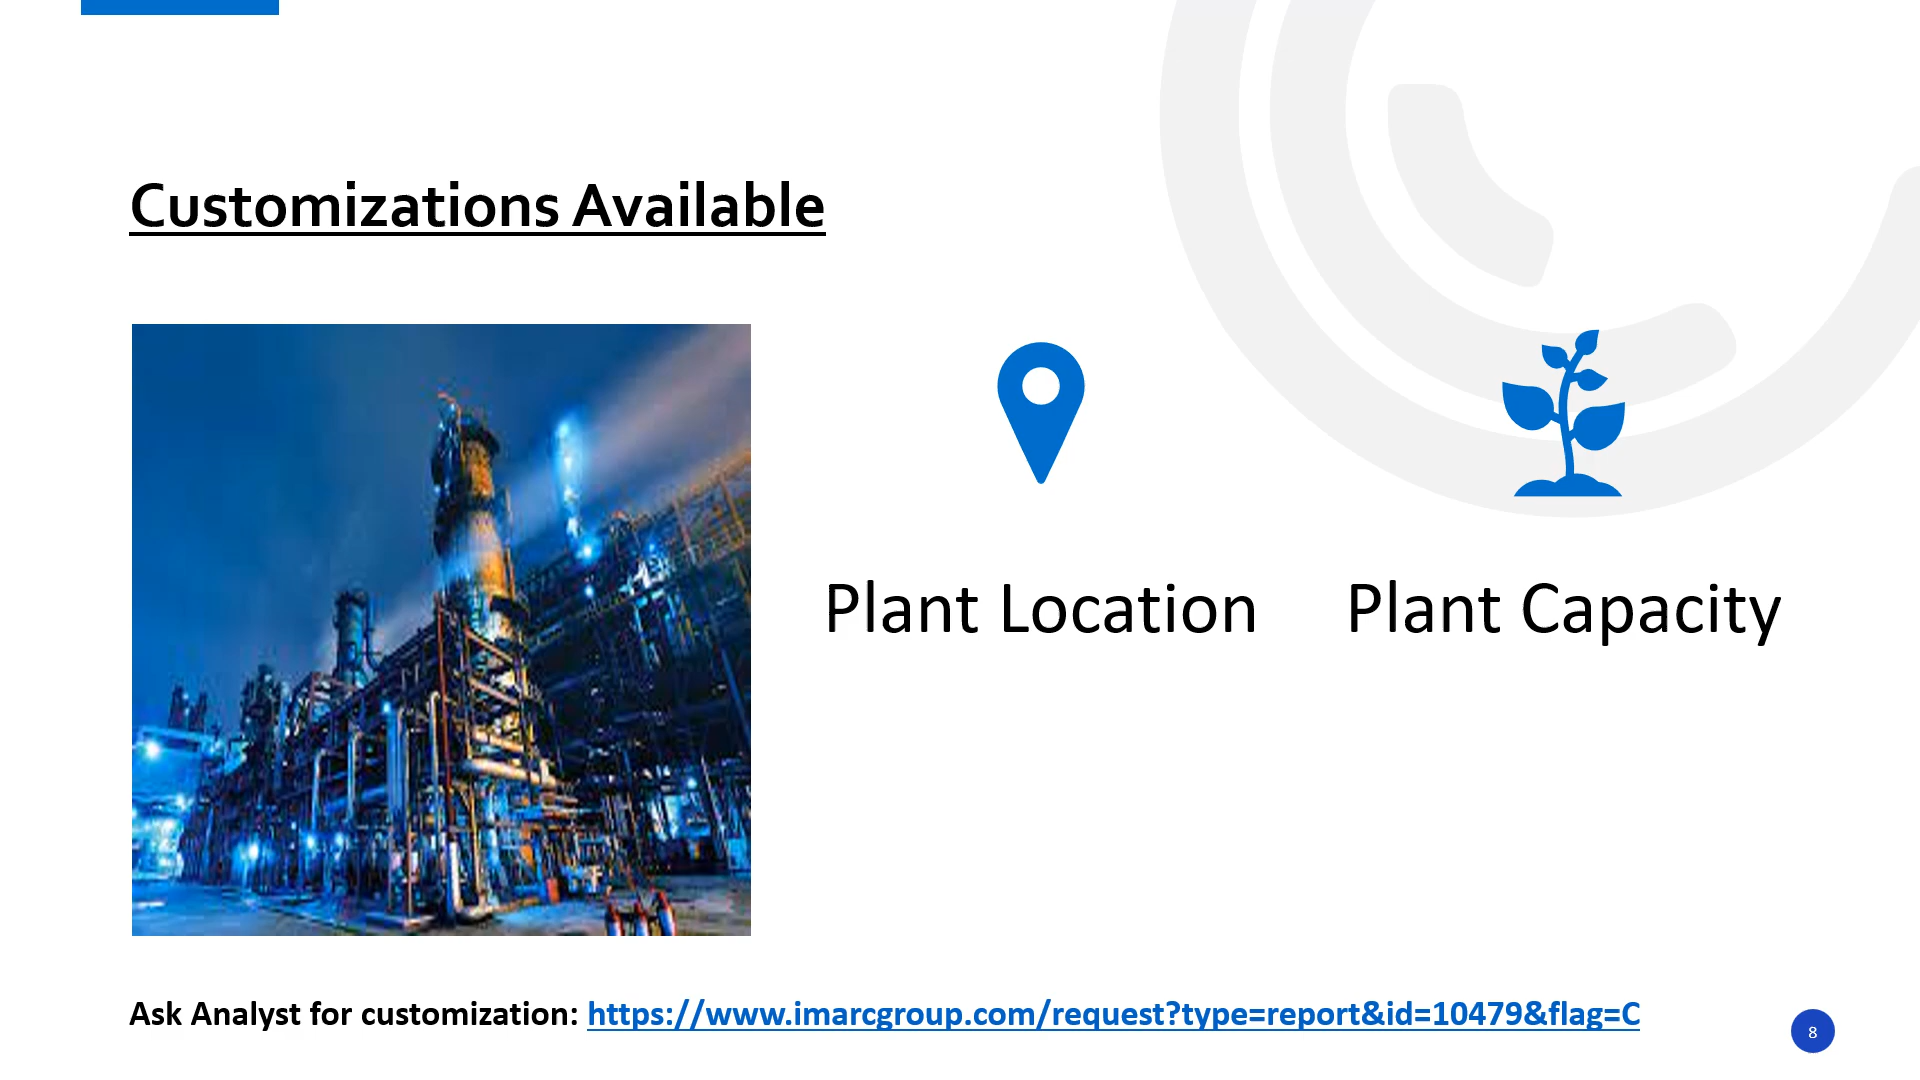 Customizations Available
Plant Location
Plant Capacity
Ask Analyst for customization: https://www.imarcgroup.com/request?type=report&id=10479&flag=C
8